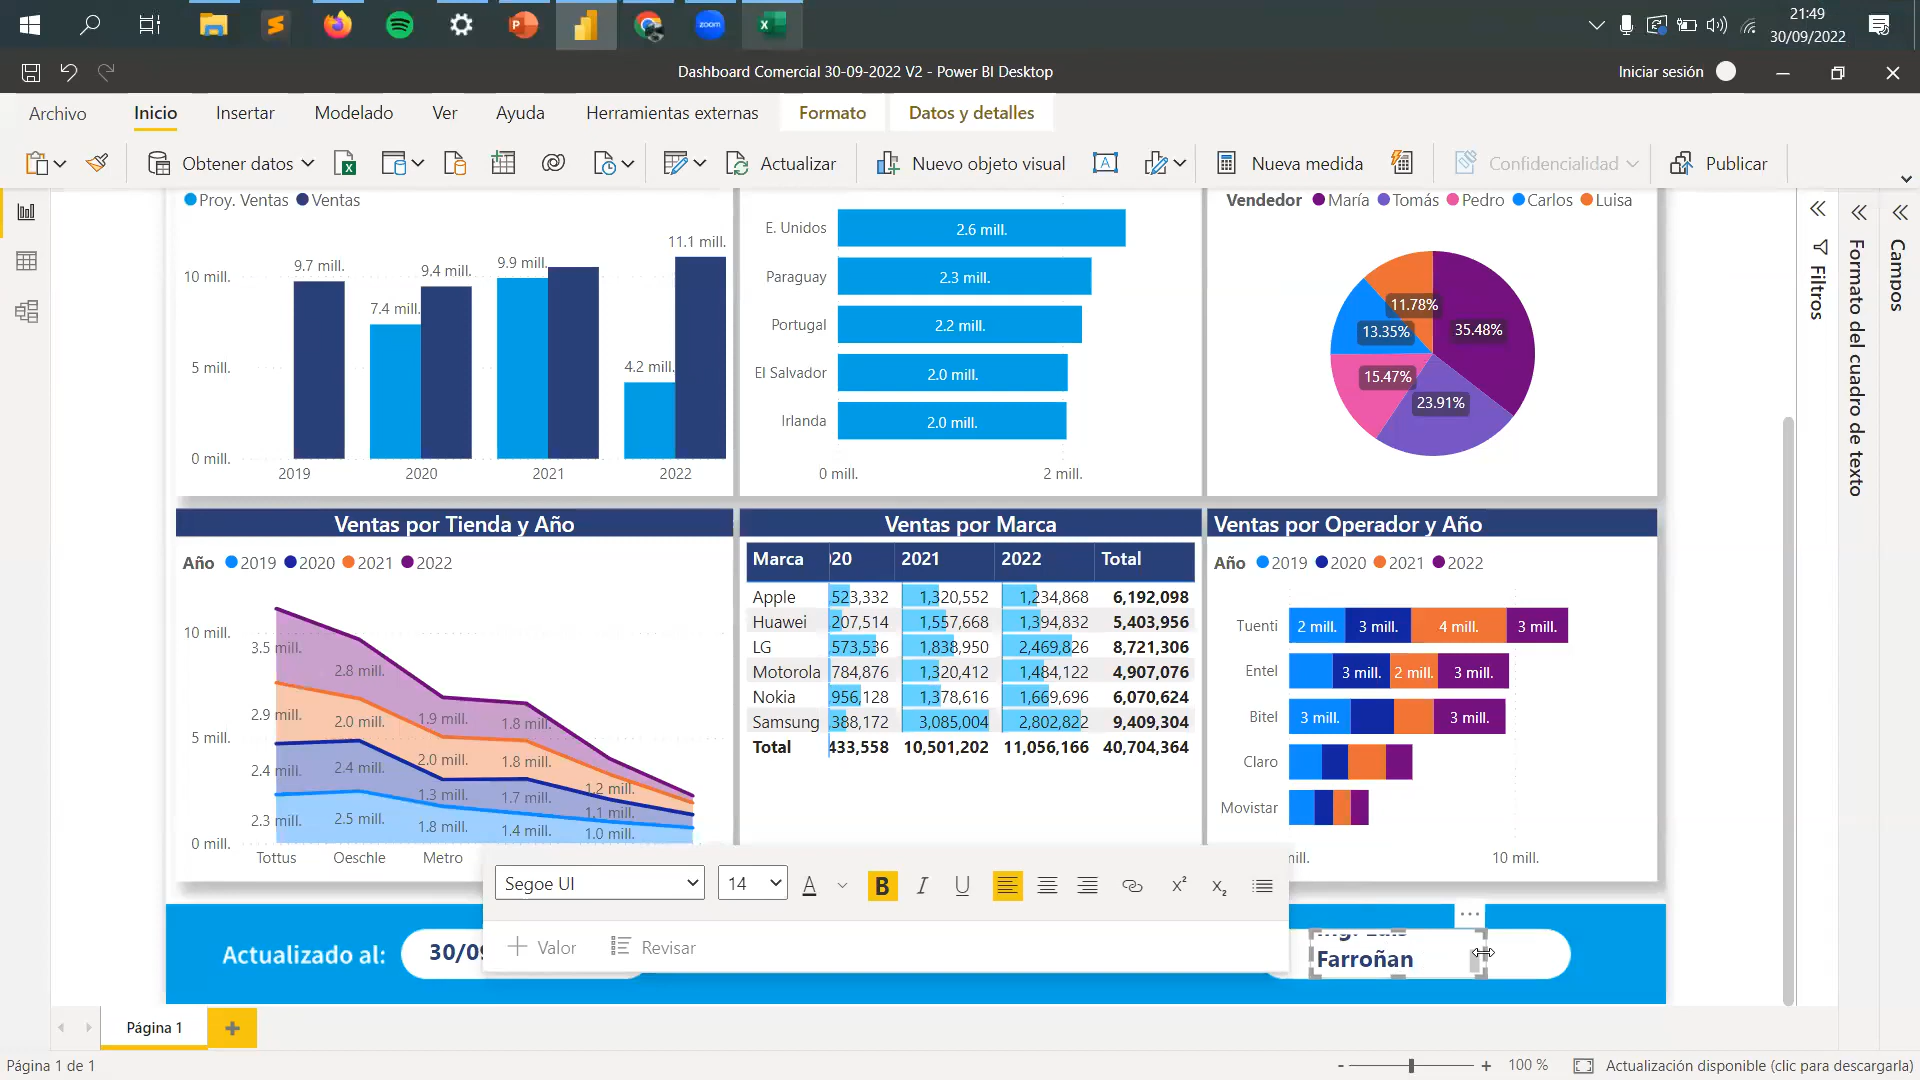 zoom
21:49
30/09/2022
Dashboard Comercial 30-09-2022 V2 - Power BI Desktop
Iniciar sesión
Archivo Inicio Insertar Modelado Ver Ayuda Herramientas externas Formato Datos y detalles
Obtener datos Actualizar Nuevo objeto visual Nueva medida Confidencialidad Publicar
Proy. Ventas Ventas
11.1 mill.
9.7 mill. 9.4 mill. 9.9 mill.
10 mill.
7.4 mill.
4.2 mill.
5 mill.
0 mill.
2019 2020 2021 2022
E. Unidos 2.6 mill.
Paraguay 2.3 mill.
Portugal 2.2 mill.
El Salvador 2.0 mill.
Irlanda 2.0 mill.
0 mill. 2 mill.
Vendedor María Tomás Pedro Carlos Luisa
11.78%
13.35% 35.48%
15.47%
23.91%
Filtros
Formato del cuadro de texto
Campos
Ventas por Tienda y Año
Año 2019 2020 2021 2022
10 mill.
5 mill.
0 mill.
3.5 mill. 2.8 mill. 1.9 mill. 1.8 mill.
2.9 mill. 2.0 mill. 2.0 mill. 1.8 mill. 1.2 mill.
2.4 mill. 2.4 mill. 1.3 mill. 1.7 mill. 1.1 mill.
2.3 mill. 2.5 mill. 1.8 mill. 1.4 mill. 1.0 mill.
Tottus Oeschle Metro
Ventas por Marca
Marca 20 2021 2022 Total
Apple 523,332 1,320,552 1,234,868 6,192,098
Huawei 207,514 1,557,668 1,394,832 5,403,956
LG 573,536 1,838,950 2,469,826 8,721,306
Motorola 784,876 1,320,412 1,484,122 4,907,076
Nokia 956,128 1,378,616 1,669,696 6,070,624
Samsung 388,172 3,085,004 2,802,822 9,409,304
Total 433,558 10,501,202 11,056,166 40,704,364
Ventas por Operador y Año
Año 2019 2020 2021 2022
Tuenti 2 mill. 3 mill. 4 mill. 3 mill.
Entel 3 mill. 2 mill. 3 mill.
Bitel 3 mill. 3 mill.
Claro
Movistar
mill. 10 mill.
Segoe UI 14 A B I U x² x₂
Valor Revisar
Actualizado al: 30/09
Ing. Luis
Farroñan
Página 1 +
Página 1 de 1
- + 100 % Actualización disponible (clic para descargarla)